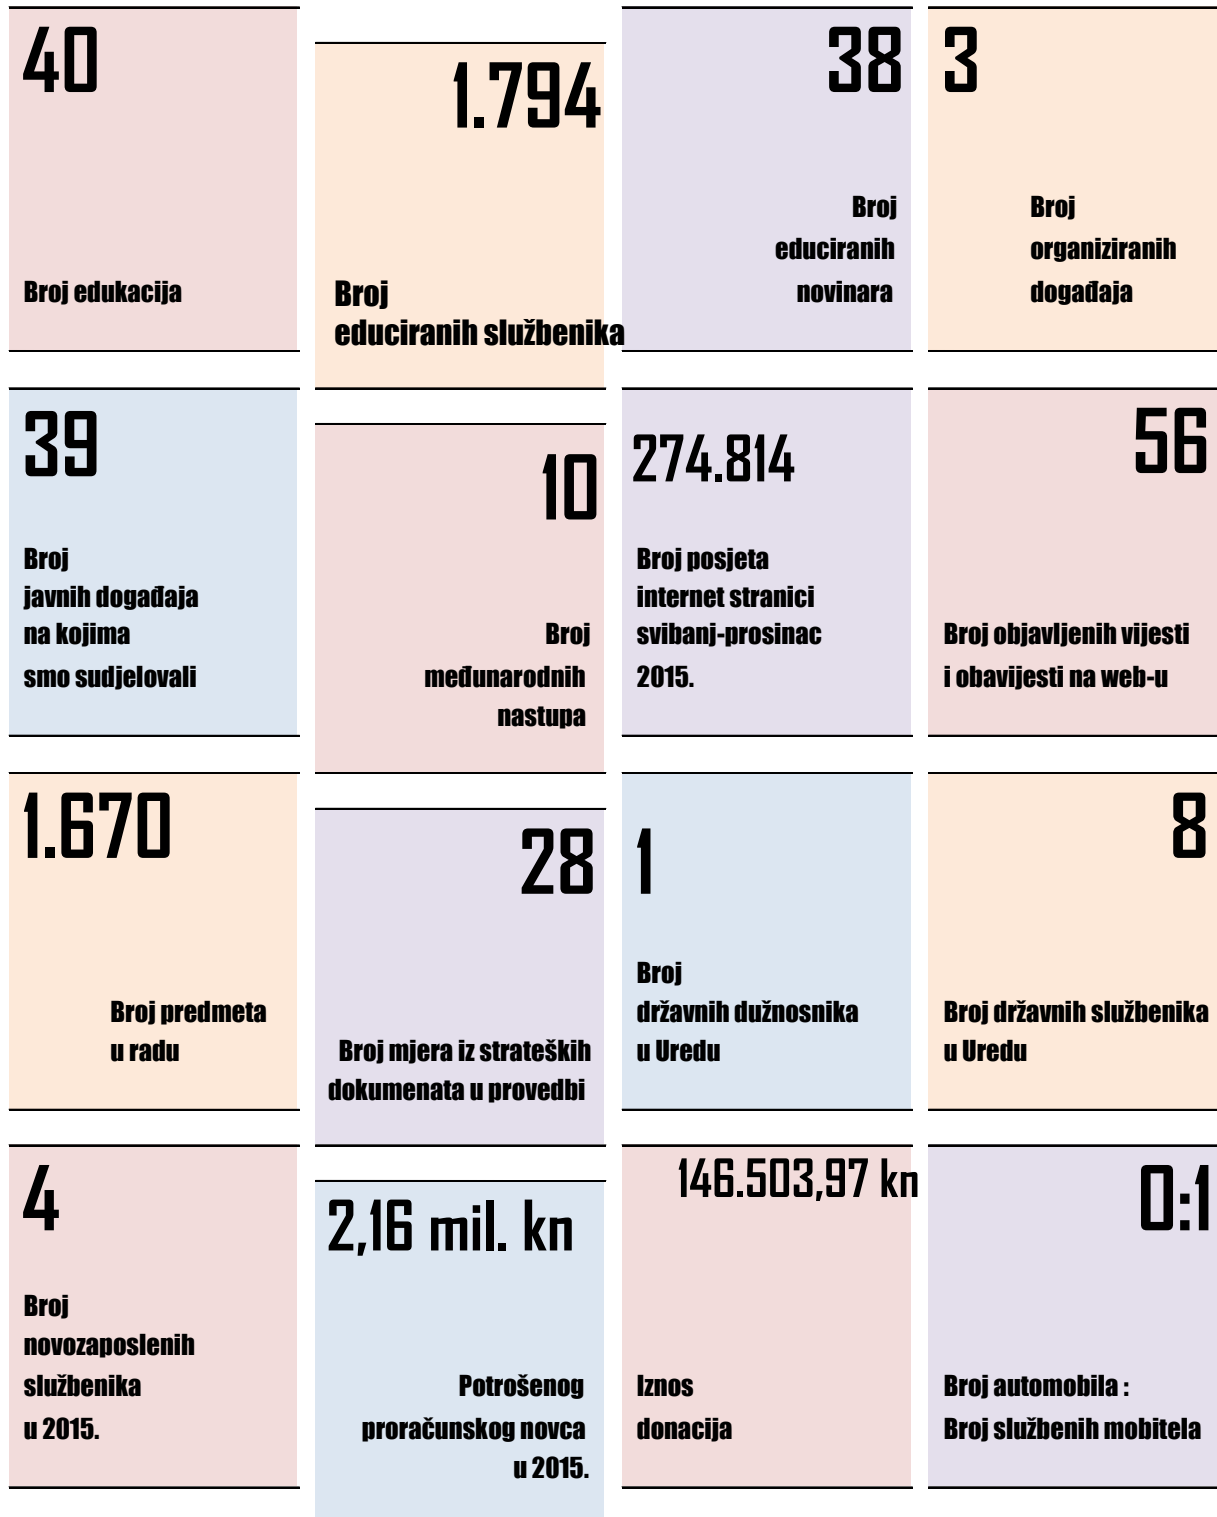 40
Broj edukacija
1.794
Broj
educiranih službenika
38
Broj
educiranih
novinara
3
Broj
organiziranih
događaja
39
Broj
javnih događaja
na kojima
smo sudjelovali
10
Broj
međunarodnih
nastupa
274.814
Broj posjeta
internet stranici
svibanj-prosinac
2015.
56
Broj objavljenih vijesti
i obavijesti na web-u
1.670
Broj predmeta
u radu
28
Broj mjera iz strateških
dokumenata u provedbi
1
Broj
državnih dužnosnika
u Uredu
8
Broj državnih službenika
u Uredu
4
Broj
novozaposlenih
službenika
u 2015.
2,16 mil. kn
Potrošenog
proračunskog novca
u 2015.
146.503,97 kn
Iznos
donacija
0:1
Broj automobila :
Broj službenih mobitela